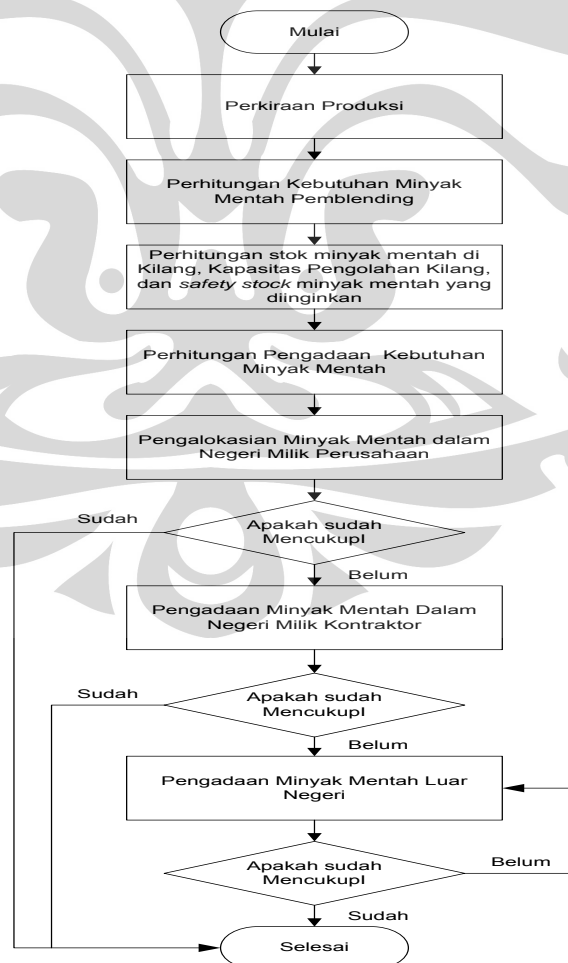 Mulai
Perkiraan Produksi
Perhitungan Kebutuhan Minyak
Mentah Pemblending
Perhitungan stok minyak mentah di
Kilang, Kapasitas Pengolahan Kilang,
dan safety stock minyak mentah yang
diinginkan
Perhitungan Pengadaan Kebutuhan
Minyak Mentah
Pengalokasian Minyak Mentah dalam
Negeri Milik Perusahaan
Sudah
Apakah sudah
MencukupI
Belum
Pengadaan Minyak Mentah Dalam
Negeri Milik Kontraktor
Sudah
Apakah sudah
MencukupI
Belum
Pengadaan Minyak Mentah Luar
Negeri
Apakah sudah
MencukupI
Belum
Sudah
Selesai